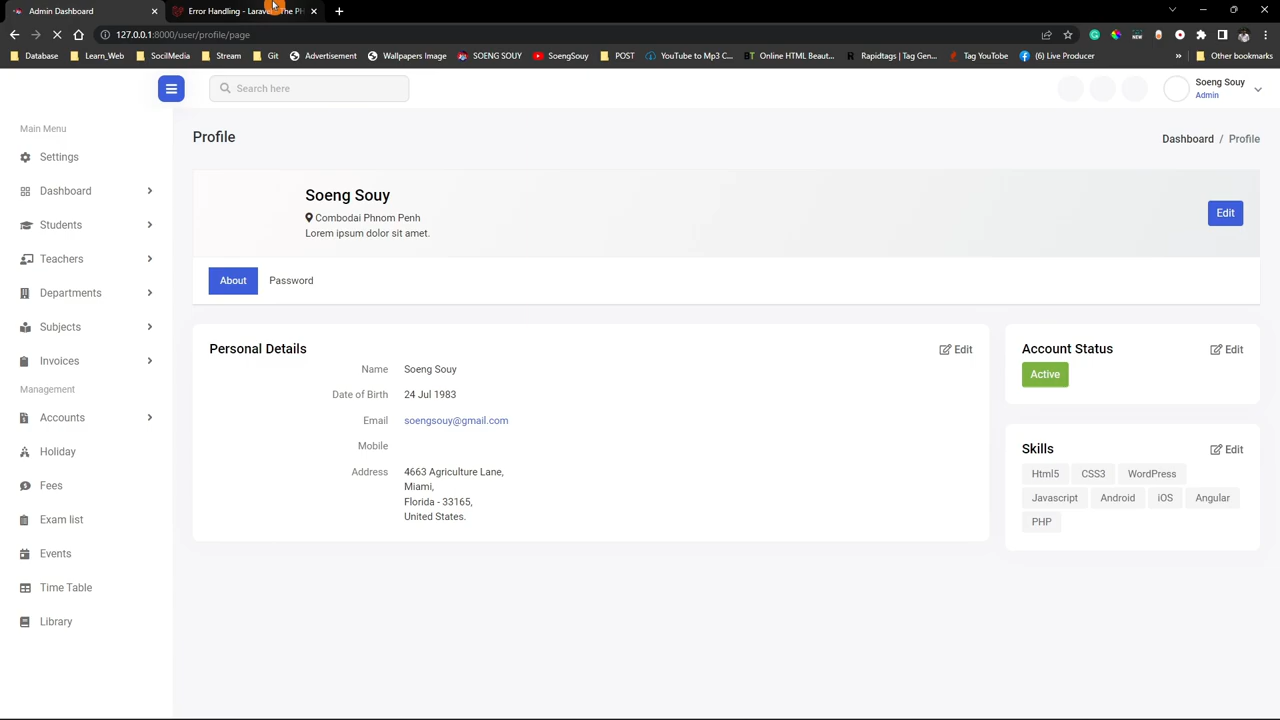 Admin Dashboard
Error Handling - Laravel - The PH
127.0.0.1:8000/user/profile/page
Database
Learn_Web
SocilMedia
Stream
Git
Advertisement
Wallpapers Image
SOENG SOUY
SoengSouy
POST
YouTube to Mp3 C...
Online HTML Beaut...
Rapidtags | Tag Gen...
Tag YouTube
(6) Live Producer
»
Other bookmarks
Search here
Soeng Souy
Admin
Main Menu
Settings
Dashboard
Students
Teachers
Departments
Subjects
Invoices
Management
Accounts
Holiday
Fees
Exam list
Events
Time Table
Library
Profile
Dashboard / Profile
Soeng Souy
Combodai Phnom Penh
Lorem ipsum dolor sit amet.
Edit
About
Password
Personal Details
Edit
Name Soeng Souy
Date of Birth 24 Jul 1983
Email soengsouy@gmail.com
Mobile
Address 4663 Agriculture Lane,
Miami,
Florida - 33165,
United States.
Account Status
Edit
Active
Skills
Edit
Html5 CSS3 WordPress
Javascript Android iOS Angular
PHP